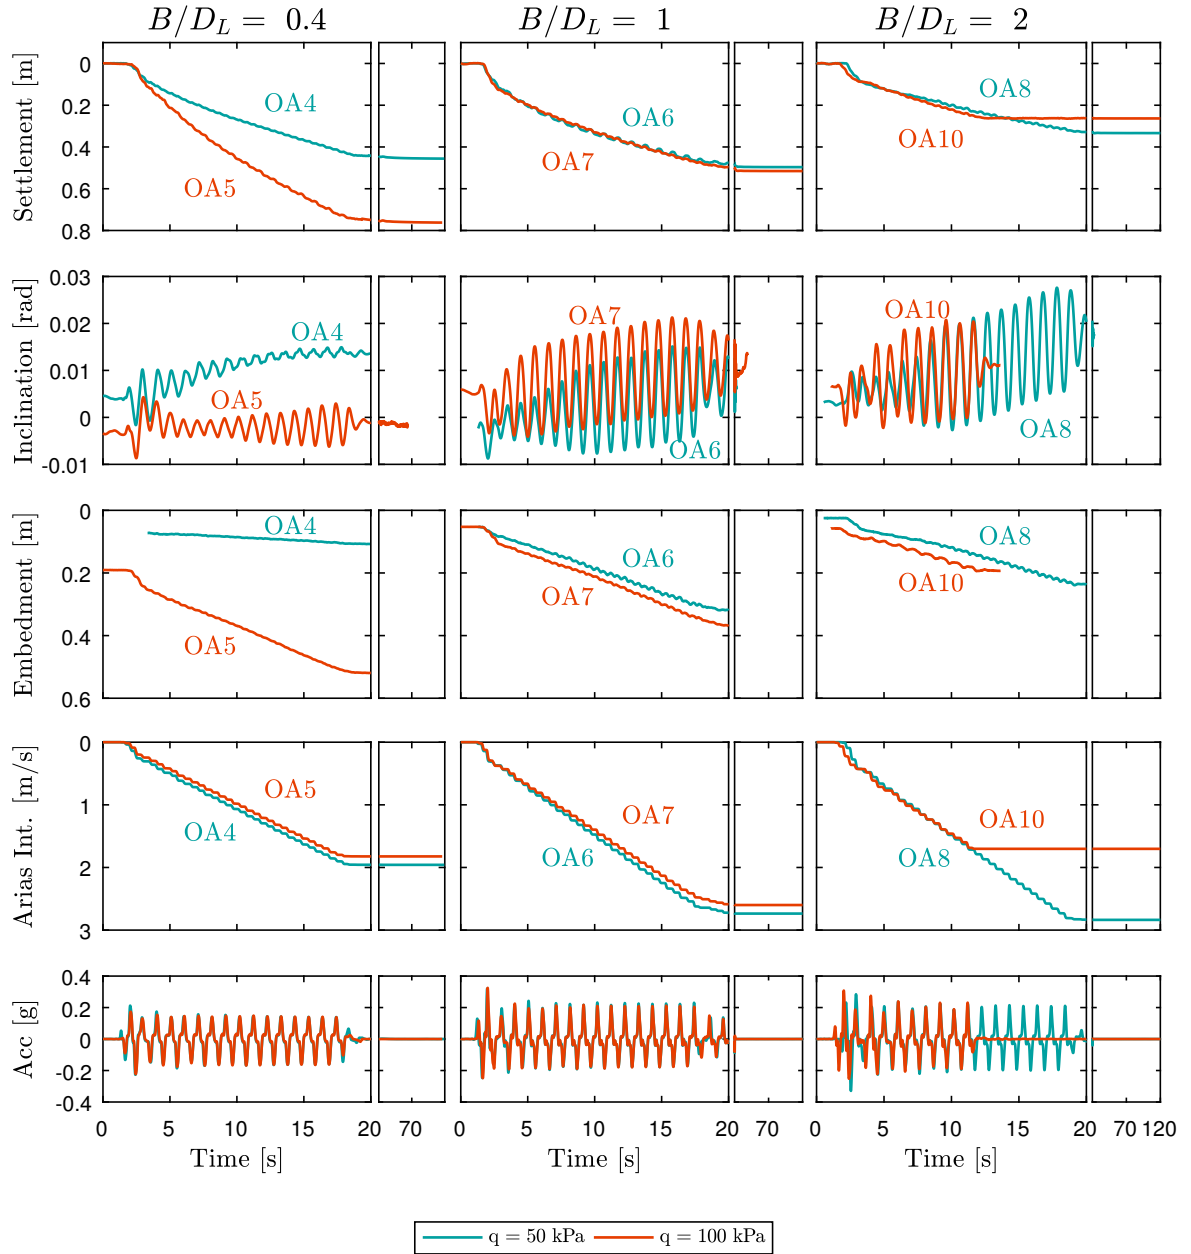 B/D_L = 0.4
B/D_L = 1
B/D_L = 2
Settlement [m]
0
0.2
0.4
0.6
0.8
OA4
OA5
OA6
OA7
OA8
OA10
Inclination [rad]
0.03
0.02
0.01
0
-0.01
OA4
OA5
OA7
OA6
OA10
OA8
Embedment [m]
0
0.2
0.4
0.6
OA4
OA5
OA6
OA7
OA8
OA10
Arias Int. [m/s]
0
1
2
3
OA5
OA4
OA7
OA6
OA10
OA8
Acc [g]
0.4
0.2
0
-0.2
-0.4
0 5 10 15 20 70
0 5 10 15 20 70
0 5 10 15 20 70 120
Time [s]
Time [s]
Time [s]
q = 50 kPa q = 100 kPa